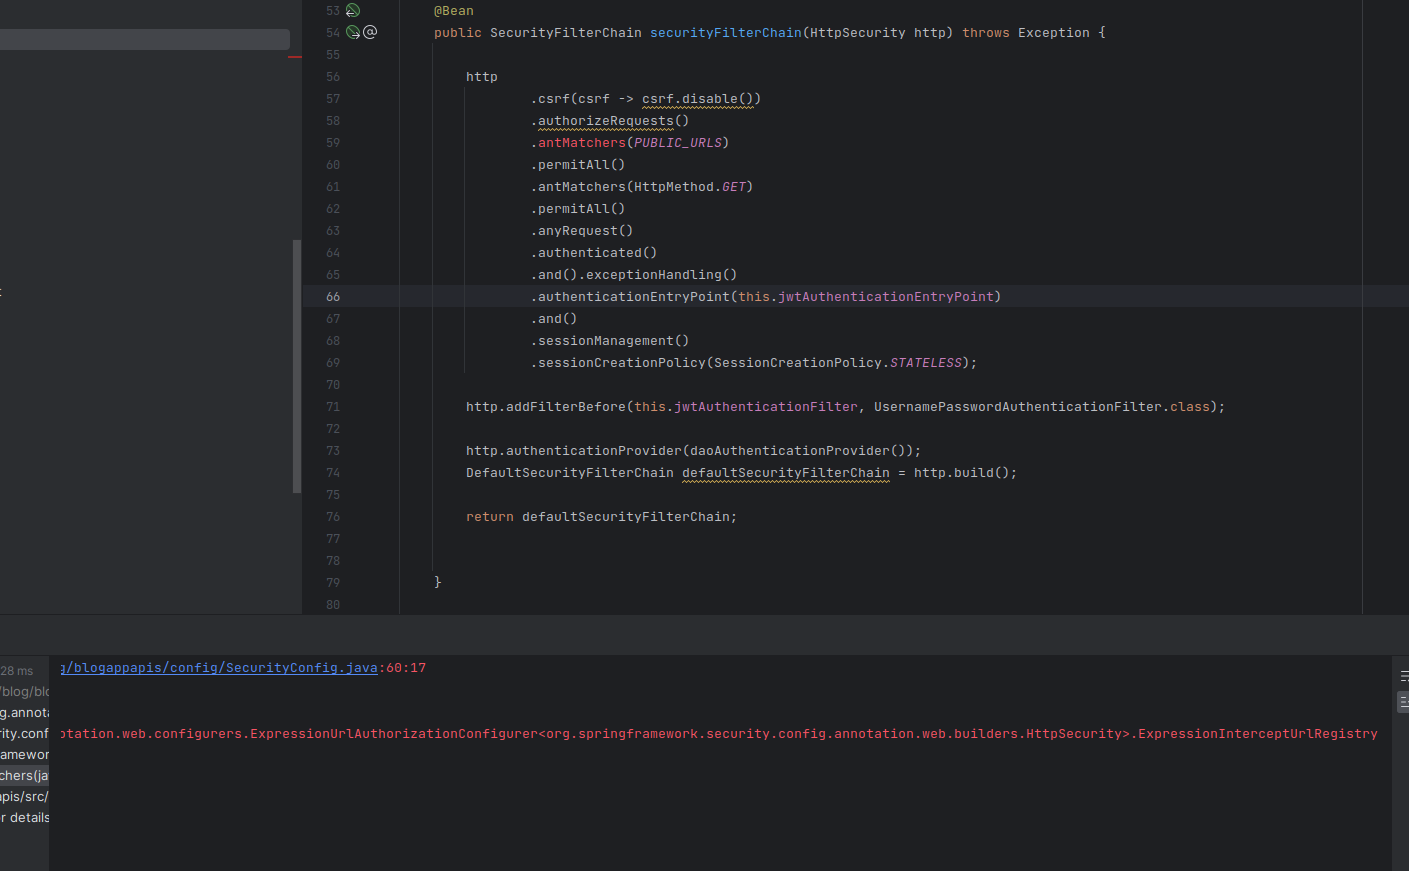 53 @Bean
54 @ public SecurityFilterChain securityFilterChain(HttpSecurity http) throws Exception {
55
56 http
57 .csrf(csrf -> csrf.disable())
58 .authorizeRequests()
59 .antMatchers(PUBLIC_URLS)
60 .permitAll()
61 .antMatchers(HttpMethod.GET)
62 .permitAll()
63 .anyRequest()
64 .authenticated()
65 .and().exceptionHandling()
66 .authenticationEntryPoint(this.jwtAuthenticationEntryPoint)
67 .and()
68 .sessionManagement()
69 .sessionCreationPolicy(SessionCreationPolicy.STATELESS);
70
71 http.addFilterBefore(this.jwtAuthenticationFilter, UsernamePasswordAuthenticationFilter.class);
72
73 http.authenticationProvider(daoAuthenticationProvider());
74 DefaultSecurityFilterChain defaultSecurityFilterChain = http.build();
75
76 return defaultSecurityFilterChain;
77
78
79 }
80
28 ms
/blog/blo
g.annota
rity.conf
amewor
chers(ja
apis/src/
r details
g/blogappapis/config/SecurityConfig.java:60:17
otation.web.configurers.ExpressionUrlAuthorizationConfigurer<org.springframework.security.config.annotation.web.builders.HttpSecurity>.ExpressionInterceptUrlRegistry